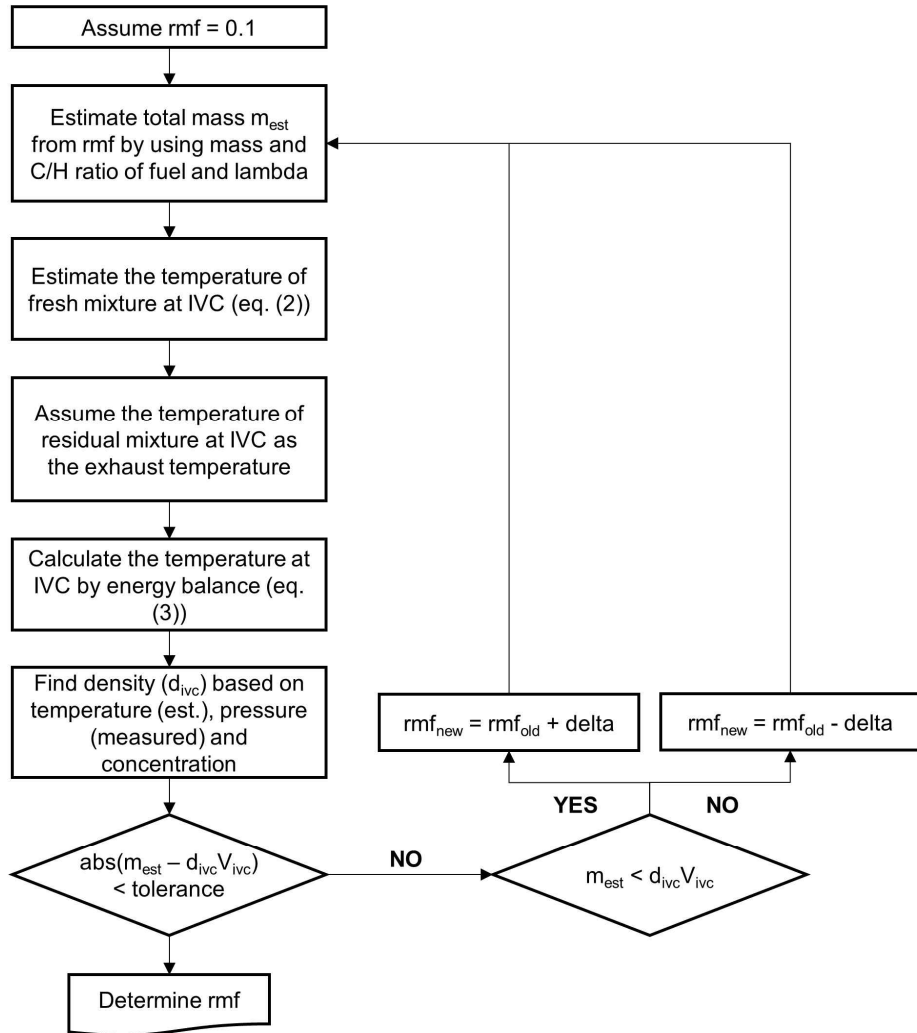 Assume rmf = 0.1
Estimate total mass mest
from rmf by using mass and
C/H ratio of fuel and lambda
Estimate the temperature of
fresh mixture at IVC (eq. (2))
Assume the temperature of
residual mixture at IVC as
the exhaust temperature
Calculate the temperature at
IVC by energy balance (eq.
(3))
Find density (divc) based on
temperature (est.), pressure
(measured) and
concentration
rmfnew = rmfold + delta
rmfnew = rmfold - delta
YES
NO
abs(mest – divcVivc)
< tolerance
NO
mest < divcVivc
Determine rmf